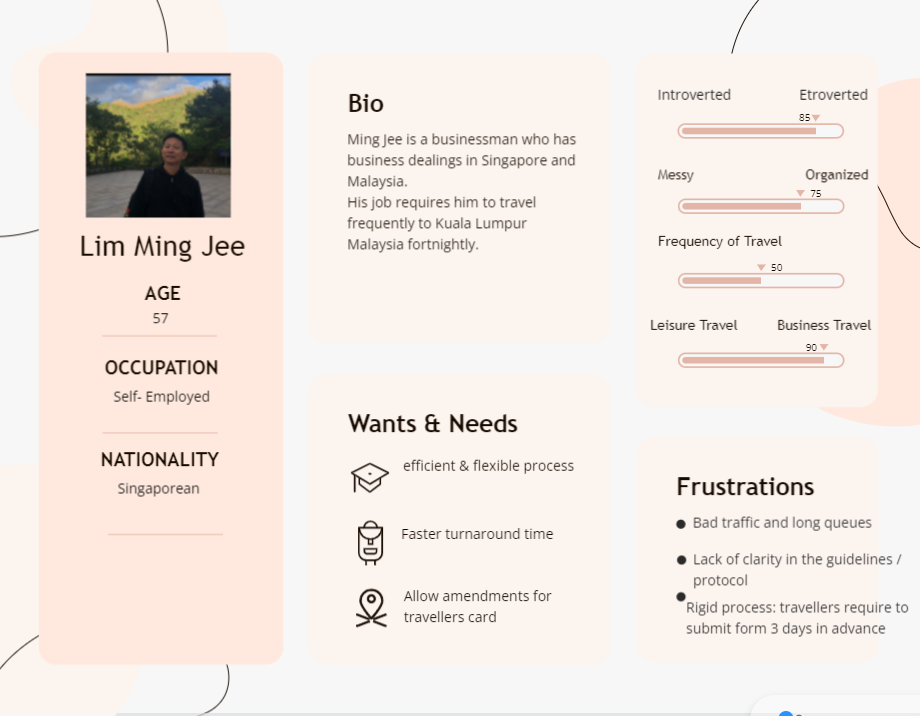 Lim Ming Jee
AGE
57
OCCUPATION
Self- Employed
NATIONALITY
Singaporean
Bio
Ming Jee is a businessman who has
business dealings in Singapore and
Malaysia.
His job requires him to travel
frequently to Kuala Lumpur
Malaysia fortnightly.
Wants & Needs
efficient & flexible process
Faster turnaround time
Allow amendments for
travellers card
Introverted Etroverted
85
Messy Organized
75
Frequency of Travel
50
Leisure Travel Business Travel
90
Frustrations
Bad traffic and long queues
Lack of clarity in the guidelines /
protocol
Rigid process: travellers require to
submit form 3 days in advance